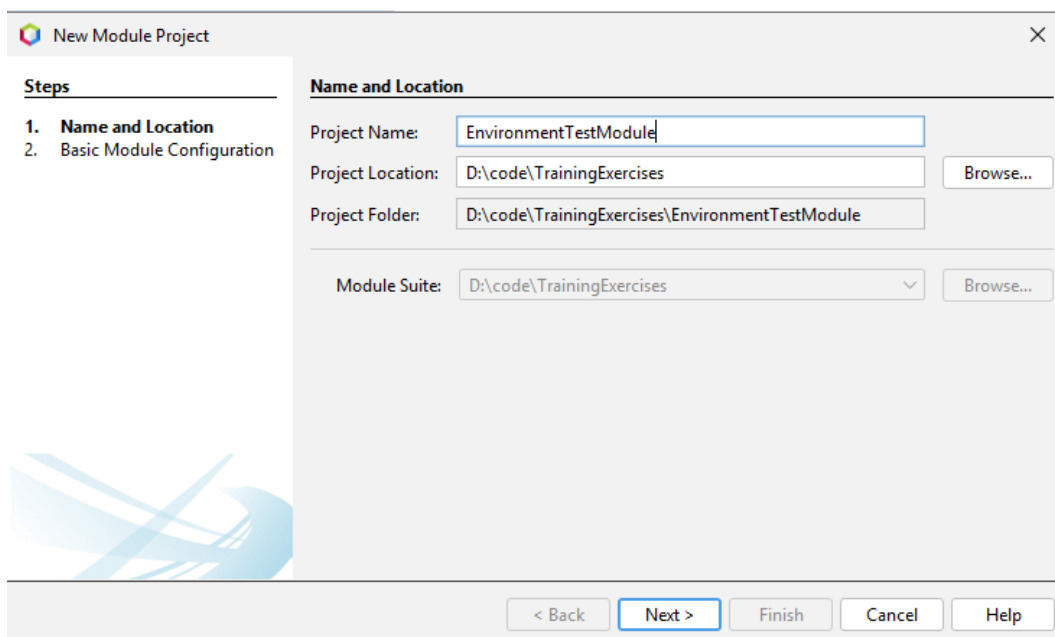 New Module Project
Steps
1. Name and Location
2. Basic Module Configuration
Name and Location
Project Name: EnvironmentTestModule
Project Location: D:\code\TrainingExercises Browse...
Project Folder: D:\code\TrainingExercises\EnvironmentTestModule
Module Suite: D:\code\TrainingExercises Browse...
< Back Next > Finish Cancel Help